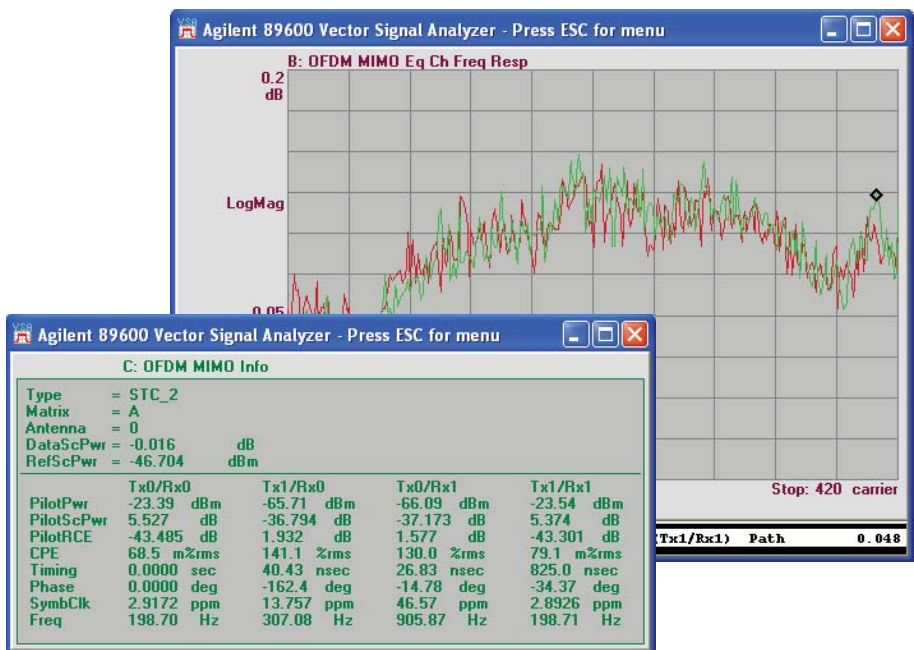 VSB
Agilent 89600 Vector Signal Analyzer - Press ESC for menu
B: OFDM MIMO Eq Ch Freq Resp
0.2
dB
LogMag
0.05
Stop: 420 carrier
(Tx1/Rx1) Path 0.048
Agilent 89600 Vector Signal Analyzer - Press ESC for menu
C: OFDM MIMO Info
Type = STC_2
Matrix = A
Antenna = 0
DataScPwr = -0.016 dB
RefScPwr = -46.704 dBm
Tx0/Rx0 Tx1/Rx0 Tx0/Rx1 Tx1/Rx1
PilotPwr -23.39 dBm -65.71 dBm -66.09 dBm -23.54 dBm
PilotScPwr 5.527 dB -36.794 dB -37.173 dB 5.374 dB
PilotRCE -43.485 dB 1.932 dB 1.577 dB -43.301 dB
CPE 68.5 m%rms 141.1 %rms 130.0 %rms 79.1 m%rms
Timing 0.0000 sec 40.43 nsec 26.83 nsec 825.0 nsec
Phase 0.0000 deg -162.4 deg -14.78 deg -34.37 deg
SymbClk 2.9172 ppm 13.757 ppm 46.57 ppm 2.8926 ppm
Freq 198.70 Hz 307.08 Hz 905.87 Hz 198.71 Hz